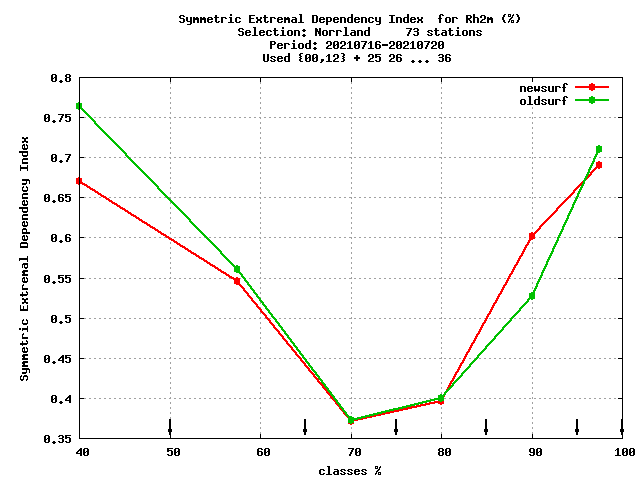 Symmetric Extremal Dependency Index  for Rh2m (%)
Selection: Norrland     73 stations
Period: 20210716-20210720
Used {00,12} + 25 26 ... 36
newsurf
oldsurf
Symmetric Extremal Dependency Index
0.8
0.75
0.7
0.65
0.6
0.55
0.5
0.45
0.4
0.35
40 50 60 70 80 90 100
classes %